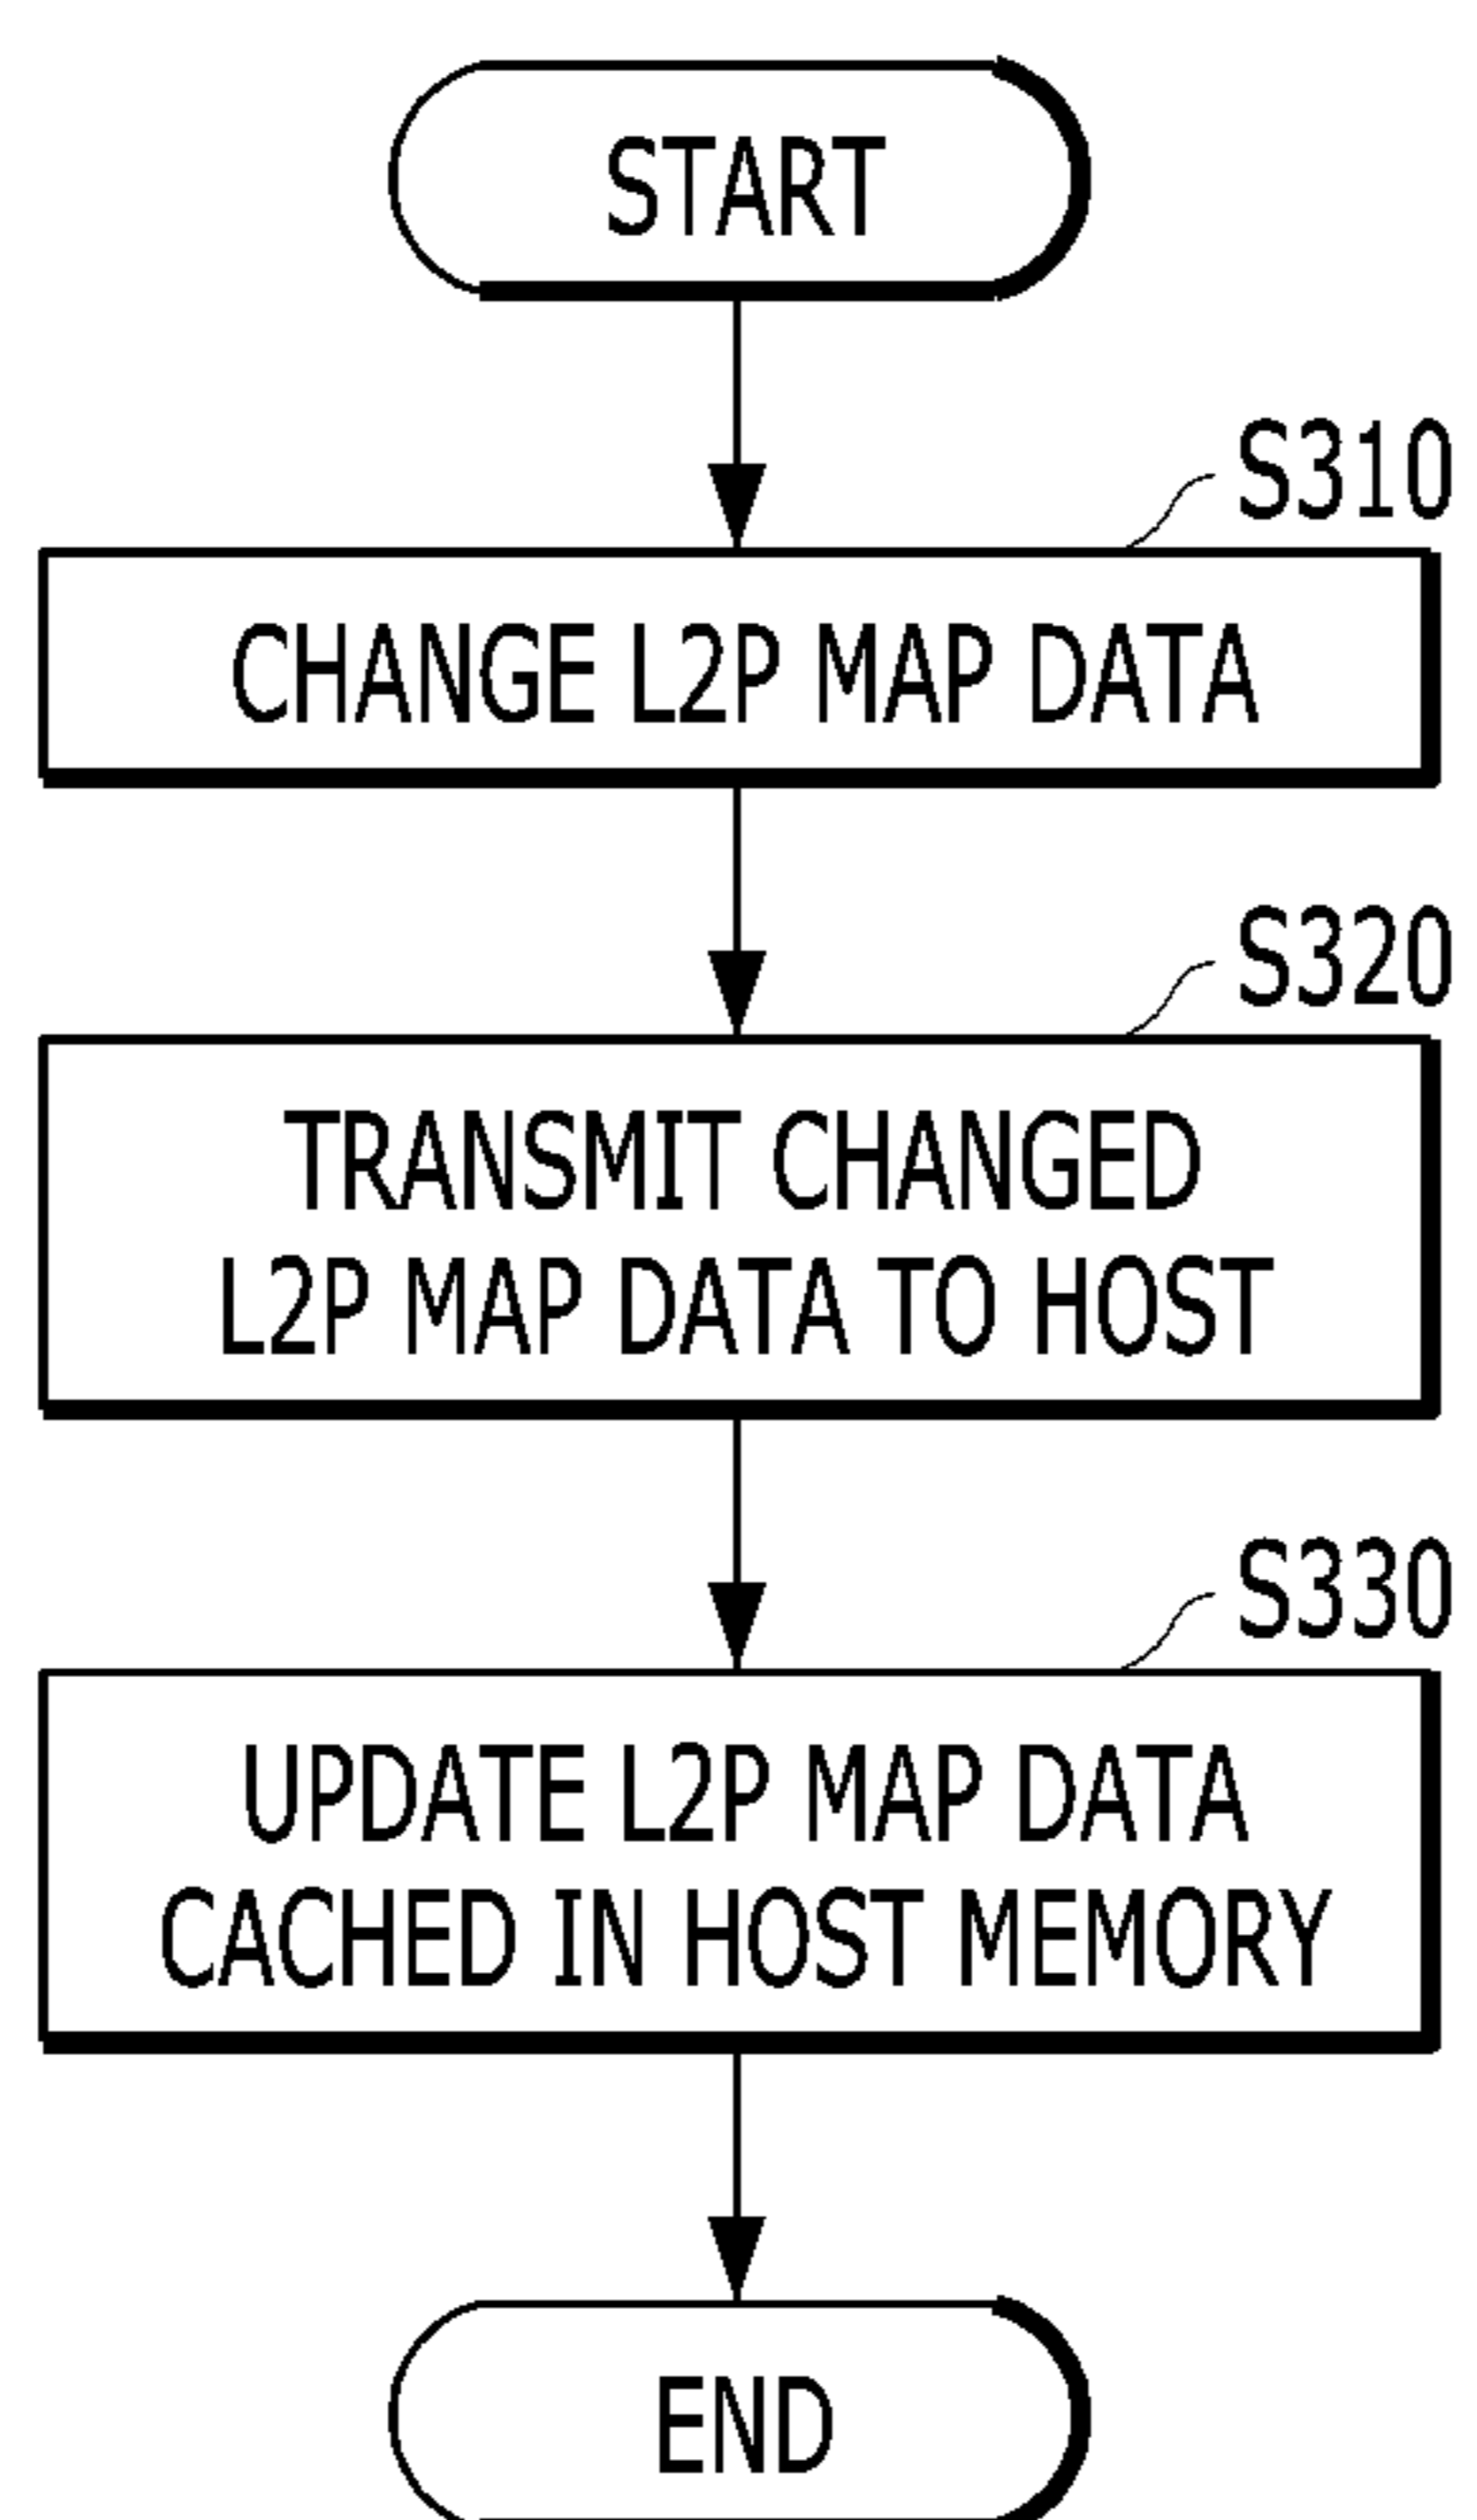 START
S310
CHANGE L2P MAP DATA
S320
TRANSMIT CHANGED
L2P MAP DATA TO HOST
S330
UPDATE L2P MAP DATA
CACHED IN HOST MEMORY
END